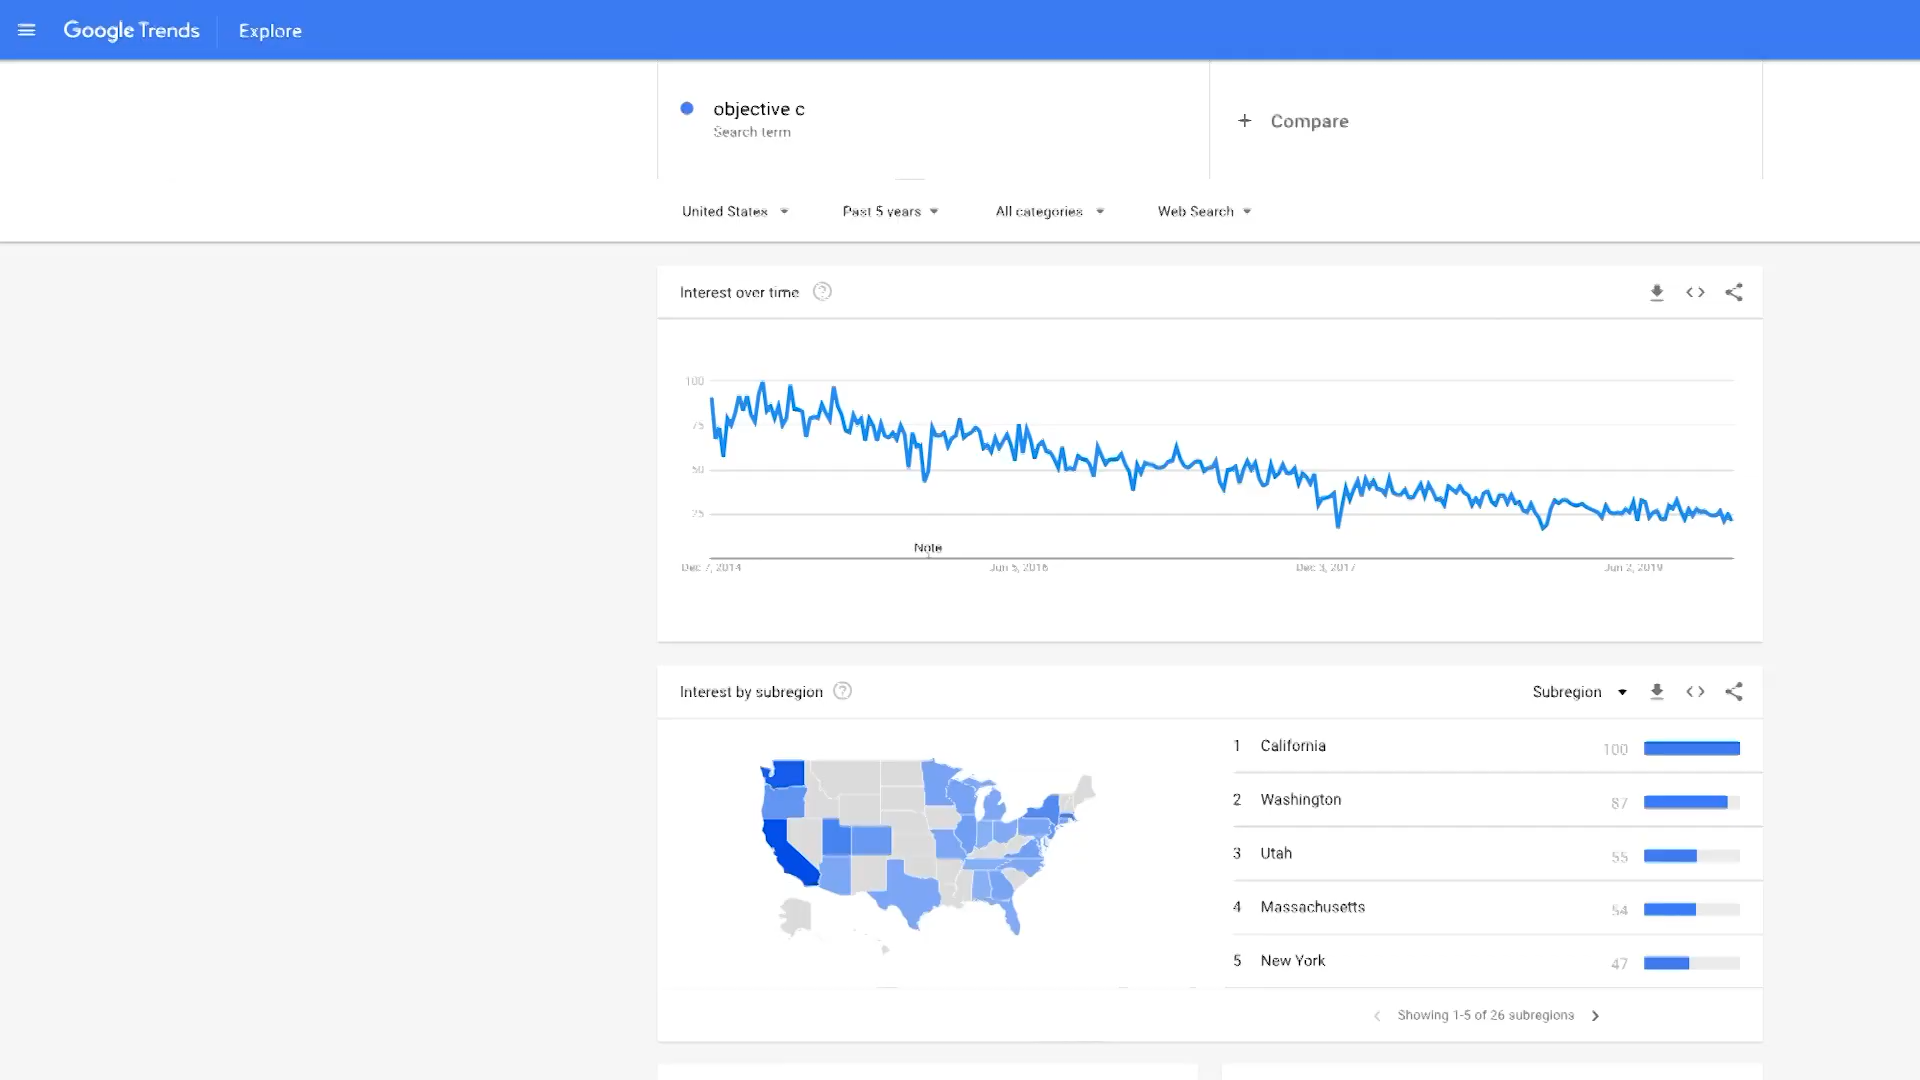 Google Trends Explore
objective c
Search term
+ Compare
United States Past 5 years All categories Web Search
Interest over time
100
75
50
25
Note
Dec 7, 2014 Jun 5, 2016 Dec 3, 2017 Jun 2, 2019
Interest by subregion Subregion
1 California 100
2 Washington 87
3 Utah 55
4 Massachusetts 54
5 New York 47
Showing 1-5 of 26 subregions